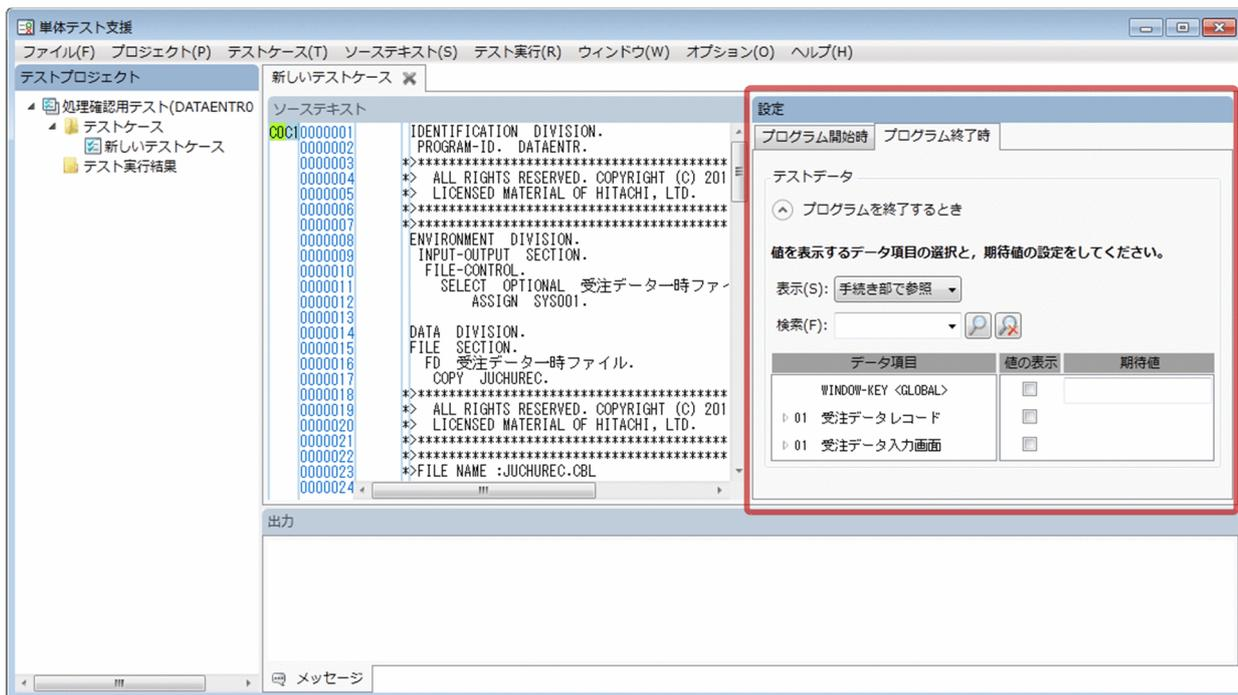 単体テスト支援
ファイル(F) プロジェクト(P) テストケース(T) ソーステキスト(S) テスト実行(R) ウィンドウ(W) オプション(O) ヘルプ(H)
テストプロジェクト
処理確認用テスト(DATAENTR0
テストケース
新しいテストケース
テスト実行結果
新しいテストケース
ソーステキスト
COC10000001 IDENTIFICATION DIVISION.
0000002 PROGRAM-ID. DATAENTR.
0000003 *>****************************************
0000004 *> ALL RIGHTS RESERVED. COPYRIGHT (C) 201
0000005 *> LICENSED MATERIAL OF HITACHI, LTD.
0000006 *>****************************************
0000007 *>****************************************
0000008 ENVIRONMENT DIVISION.
0000009 INPUT-OUTPUT SECTION.
0000010 FILE-CONTROL.
0000011 SELECT OPTIONAL 受注データ一時ファイ
0000012 ASSIGN SYS001.
0000013
0000014 DATA DIVISION.
0000015 FILE SECTION.
0000016 FD 受注データ一時ファイル.
0000017 COPY JUCHUREC.
0000018 *>****************************************
0000019 *> ALL RIGHTS RESERVED. COPYRIGHT (C) 201
0000020 *> LICENSED MATERIAL OF HITACHI, LTD.
0000021 *>****************************************
0000022 *>****************************************
0000023 *>FILE NAME :JUCHUREC.CBL
0000024
設定
プログラム開始時 プログラム終了時
テストデータ
プログラムを終了するとき
値を表示するデータ項目の選択と，期待値の設定をしてください。
表示(S): 手続き部で参照
検索(F):
データ項目 値の表示 期待値
WINDOW-KEY <GLOBAL>
01 受注データレコード
01 受注データ入力画面
出力
メッセージ